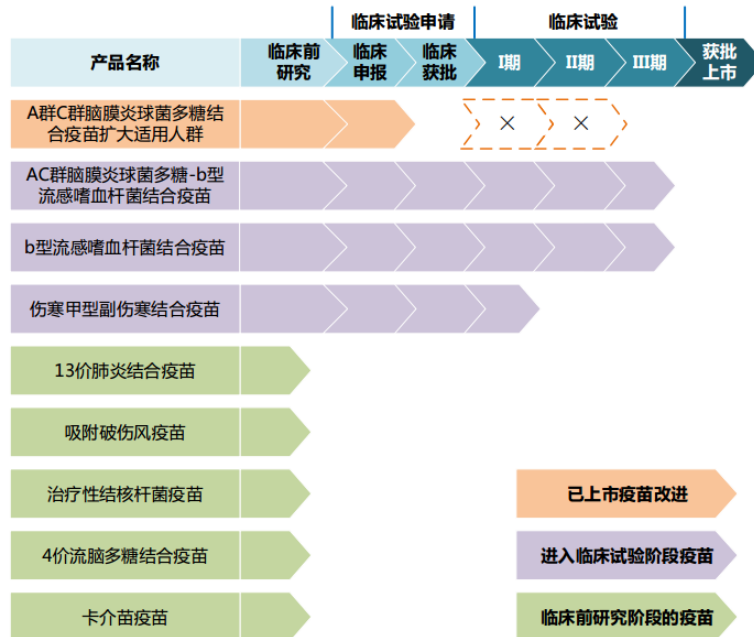 临床试验申请
临床试验
产品名称
临床前
研究
临床
申报
临床
获批
I期
II期
III期
获批
上市
A群C群脑膜炎球菌多糖结
合疫苗扩大适用人群
×
×
AC群脑膜炎球菌多糖-b型
流感嗜血杆菌结合疫苗
b型流感嗜血杆菌结合疫苗
伤寒甲型副伤寒结合疫苗
13价肺炎结合疫苗
吸附破伤风疫苗
治疗性结核杆菌疫苗
已上市疫苗改进
4价流脑多糖结合疫苗
进入临床试验阶段疫苗
卡介苗疫苗
临床前研究阶段的疫苗